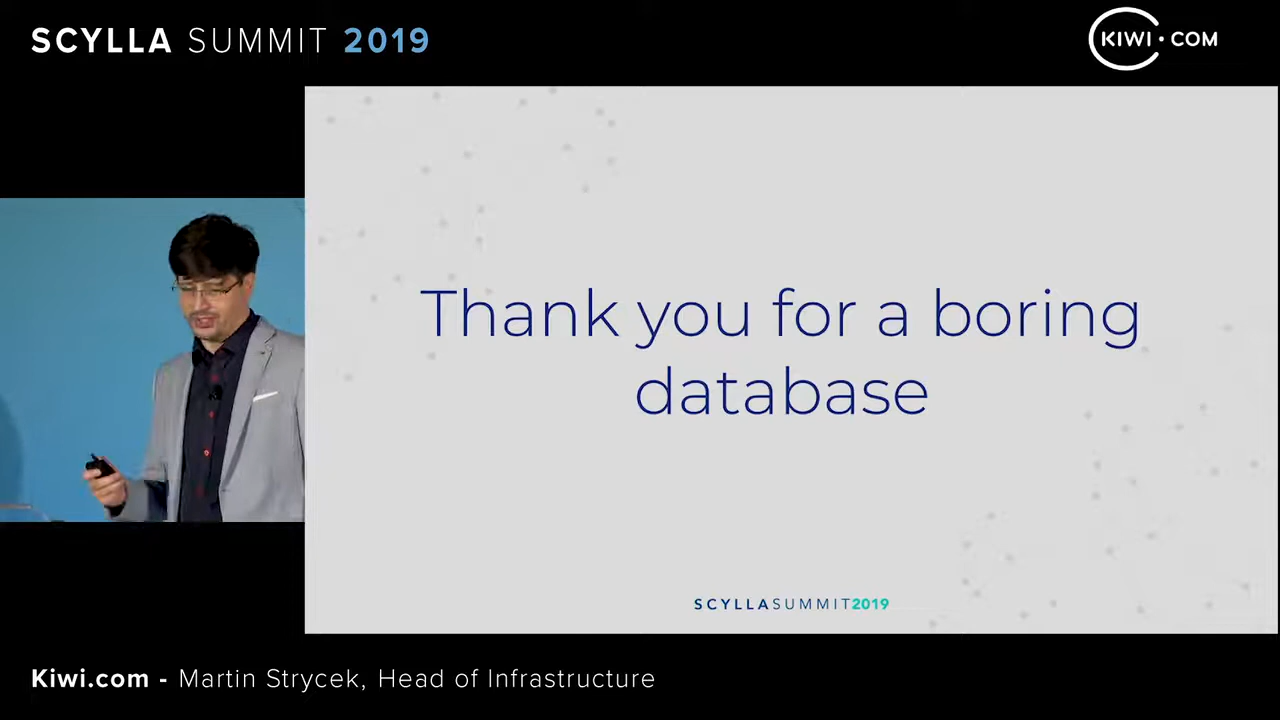 SCYLLA SUMMIT 2019
KIWI.COM
Thank you for a boring
database
SCYLLASUMMIT2019
Kiwi.com - Martin Strycek, Head of Infrastructure